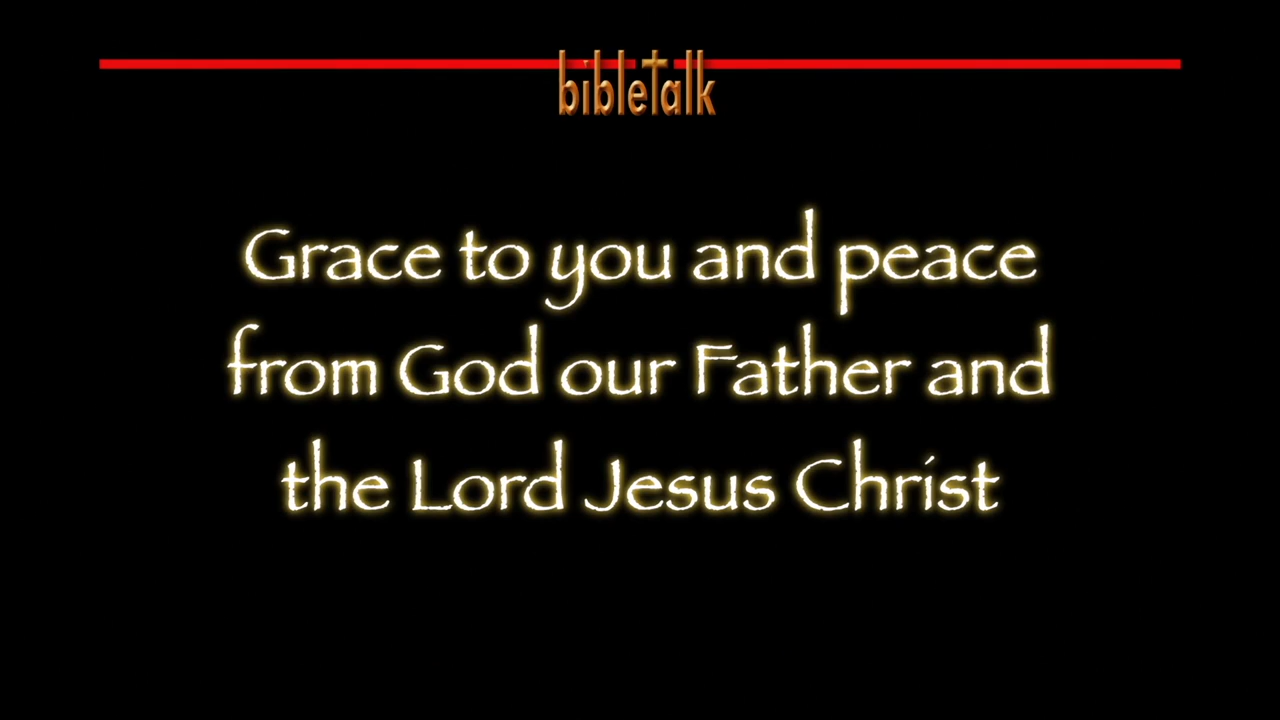 bibleTalk
Grace to you and peace
from God our Father and
the Lord Jesus Christ